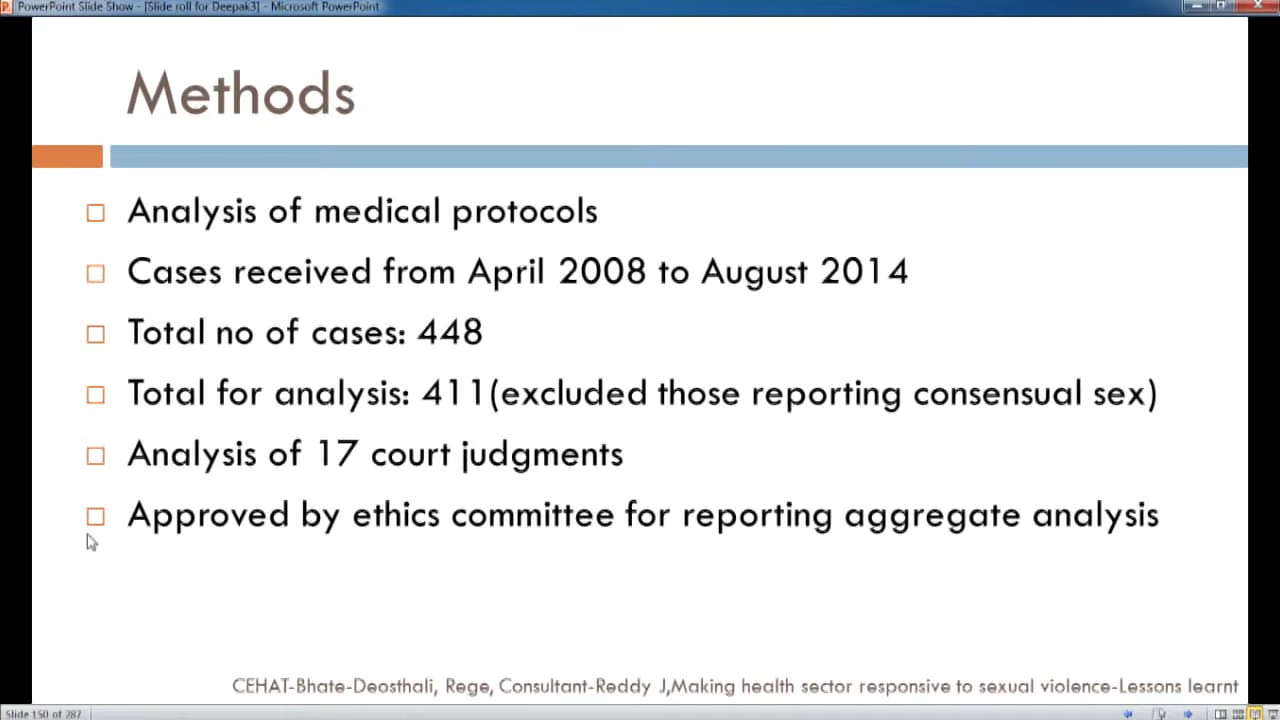 PowerPoint Slide Show - [Slide roll for Deepak3] - Microsoft PowerPoint
Methods
Analysis of medical protocols
Cases received from April 2008 to August 2014
Total no of cases: 448
Total for analysis: 411(excluded those reporting consensual sex)
Analysis of 17 court judgments
Approved by ethics committee for reporting aggregate analysis
CEHAT-Bhate-Deosthali, Rege, Consultant-Reddy J,Making health sector responsive to sexual violence-Lessons learnt
Slide 150 of 287